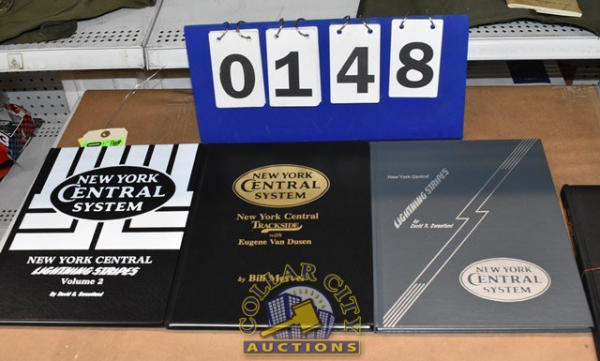 0148
NEW YORK
CENTRAL
SYSTEM
NEW YORK CENTRAL
LIGHTNING STRIPES
Volume 2
by David R. Sweetland
NEW YORK
CENTRAL
SYSTEM
New York Central
TRACKSIDE
with
Eugene Van Dusen
by Bill
New York Central
LIGHTNING STRIPES
by David R. Sweetland
NEW YORK
CENTRAL
SYSTEM
COLLAR CITY
AUCTIONS